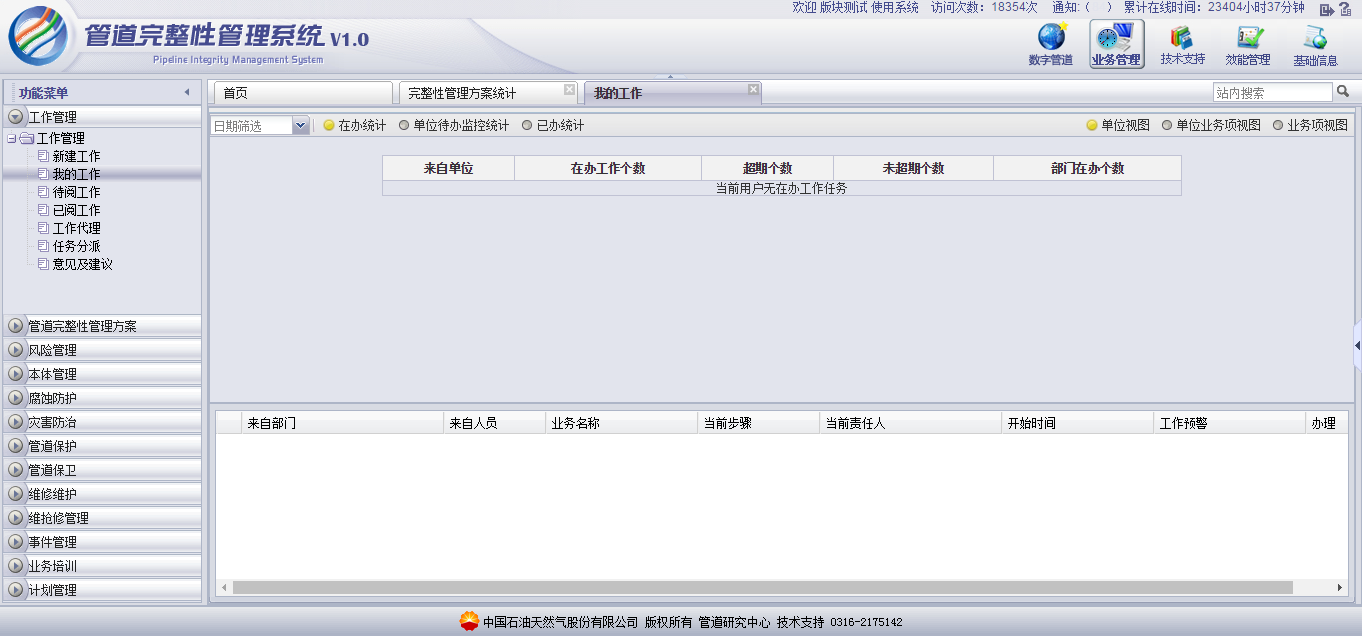 欢迎 版块测试 使用系统 访问次数：18354次 通知：（ ） 累计在线时间：23404小时37分钟
管道完整性管理系统 V1.0
Pipeline Integrity Management System
数字管道 业务管理 技术支持 效能管理 基础信息
功能菜单
首页 完整性管理方案统计 我的工作
站内搜索
工作管理
日期筛选 在办统计 单位待办监控统计 已办统计 单位视图 单位业务项视图 业务项视图
工作管理
新建工作
我的工作
待阅工作
已阅工作
工作代理
任务分派
意见及建议
来自单位 在办工作个数 超期个数 未超期个数 部门在办个数
当前用户无在办工作任务
管道完整性管理方案
风险管理
本体管理
腐蚀防护
灾害防治
管道保护
管道保卫
维修维护
维抢修管理
事件管理
业务培训
计划管理
来自部门 来自人员 业务名称 当前步骤 当前责任人 开始时间 工作预警 办理
中国石油天然气股份有限公司 版权所有 管道研究中心 技术支持 0316-2175142